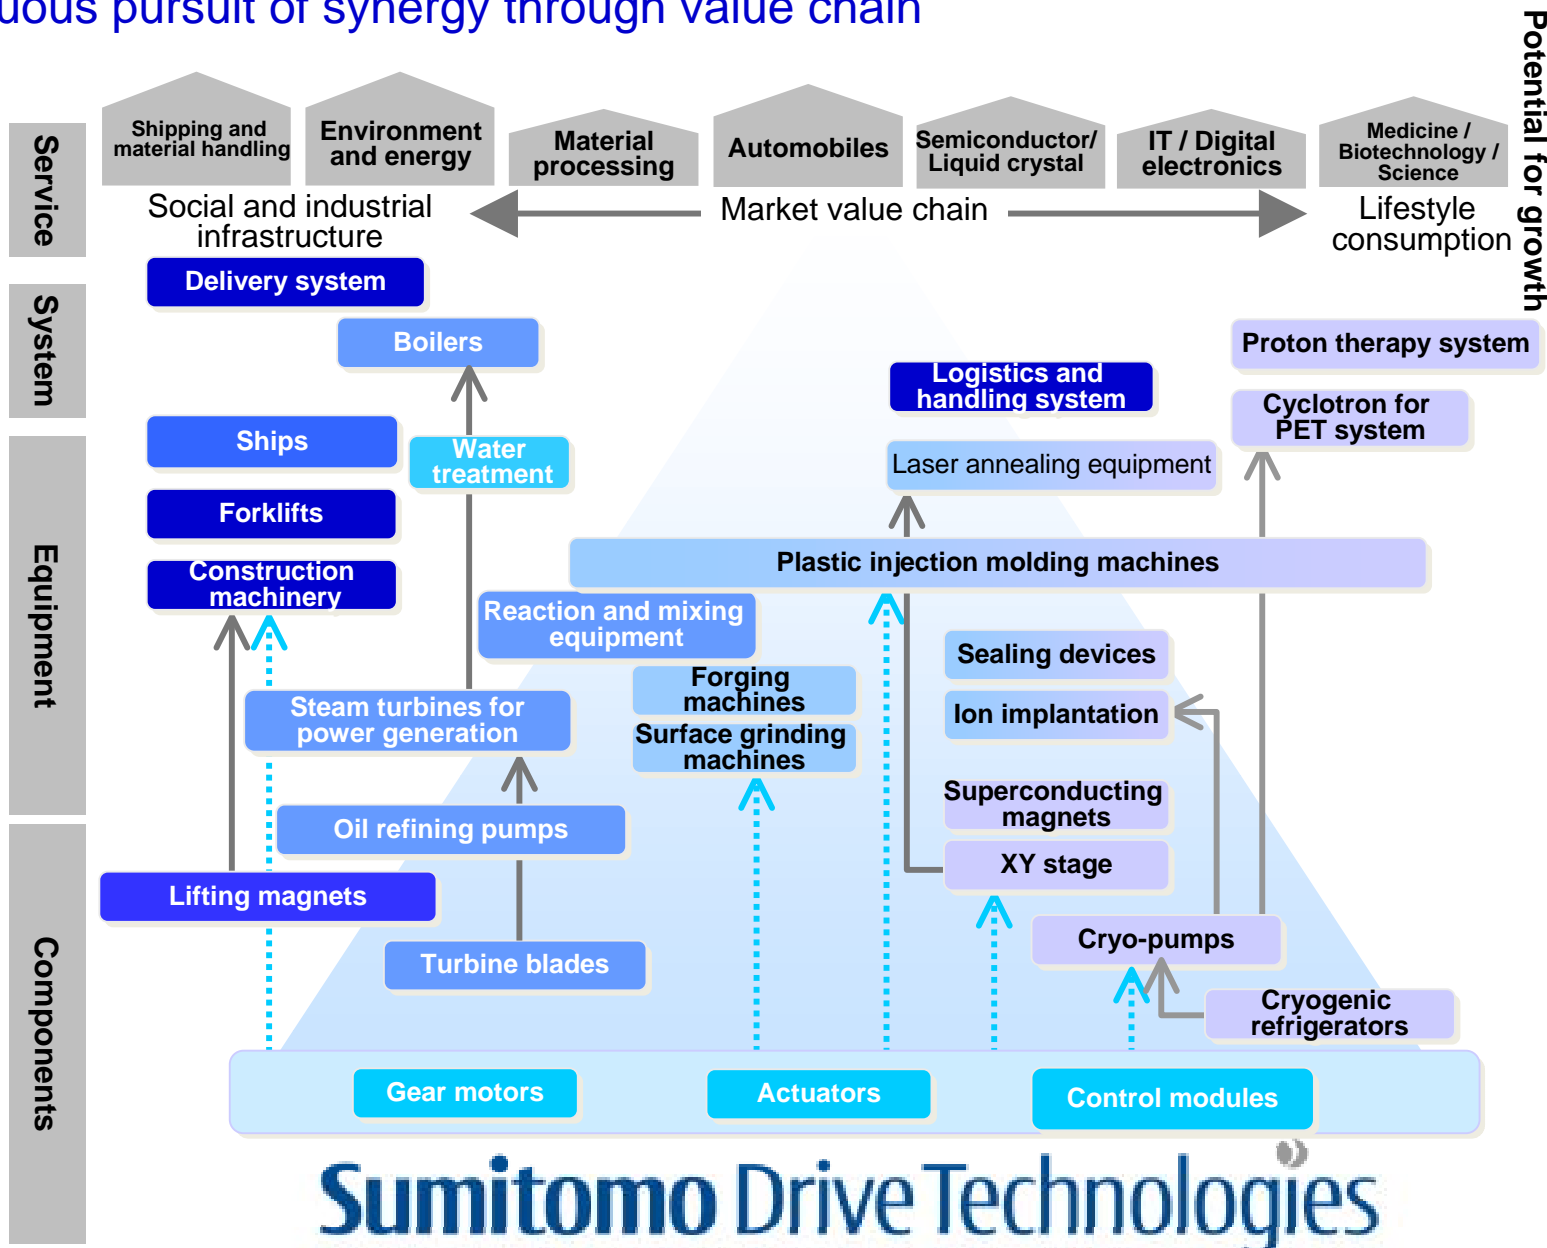 uous pursuit of synergy through value chain
Potential for growth
Service
Shipping and
material handling
Environment
and energy
Material
processing
Automobiles
Semiconductor/
Liquid crystal
IT / Digital
electronics
Medicine /
Biotechnology /
Science
Social and industrial
infrastructure
Market value chain
Lifestyle
consumption
System
Delivery system
Boilers
Proton therapy system
Logistics and
handling system
Cyclotron for
PET system
Equipment
Ships
Water
treatment
Laser annealing equipment
Forklifts
Plastic injection molding machines
Construction
machinery
Reaction and mixing
equipment
Sealing devices
Forging
machines
Steam turbines for
power generation
Ion implantation
Surface grinding
machines
Superconducting
magnets
Components
Oil refining pumps
XY stage
Lifting magnets
Cryo-pumps
Turbine blades
Cryogenic
refrigerators
Gear motors
Actuators
Control modules
Sumitomo Drive Technologies